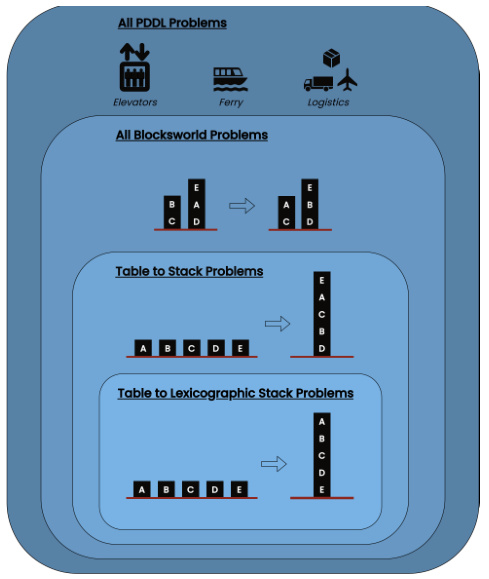 All PDDL Problems
Elevators Ferry Logistics
All Blocksworld Problems
E E
B A A B
C D C D
Table to Stack Problems
E
A
C
B
A B C D E D
Table to Lexicographic Stack Problems
A
B
C
D
A B C D E E